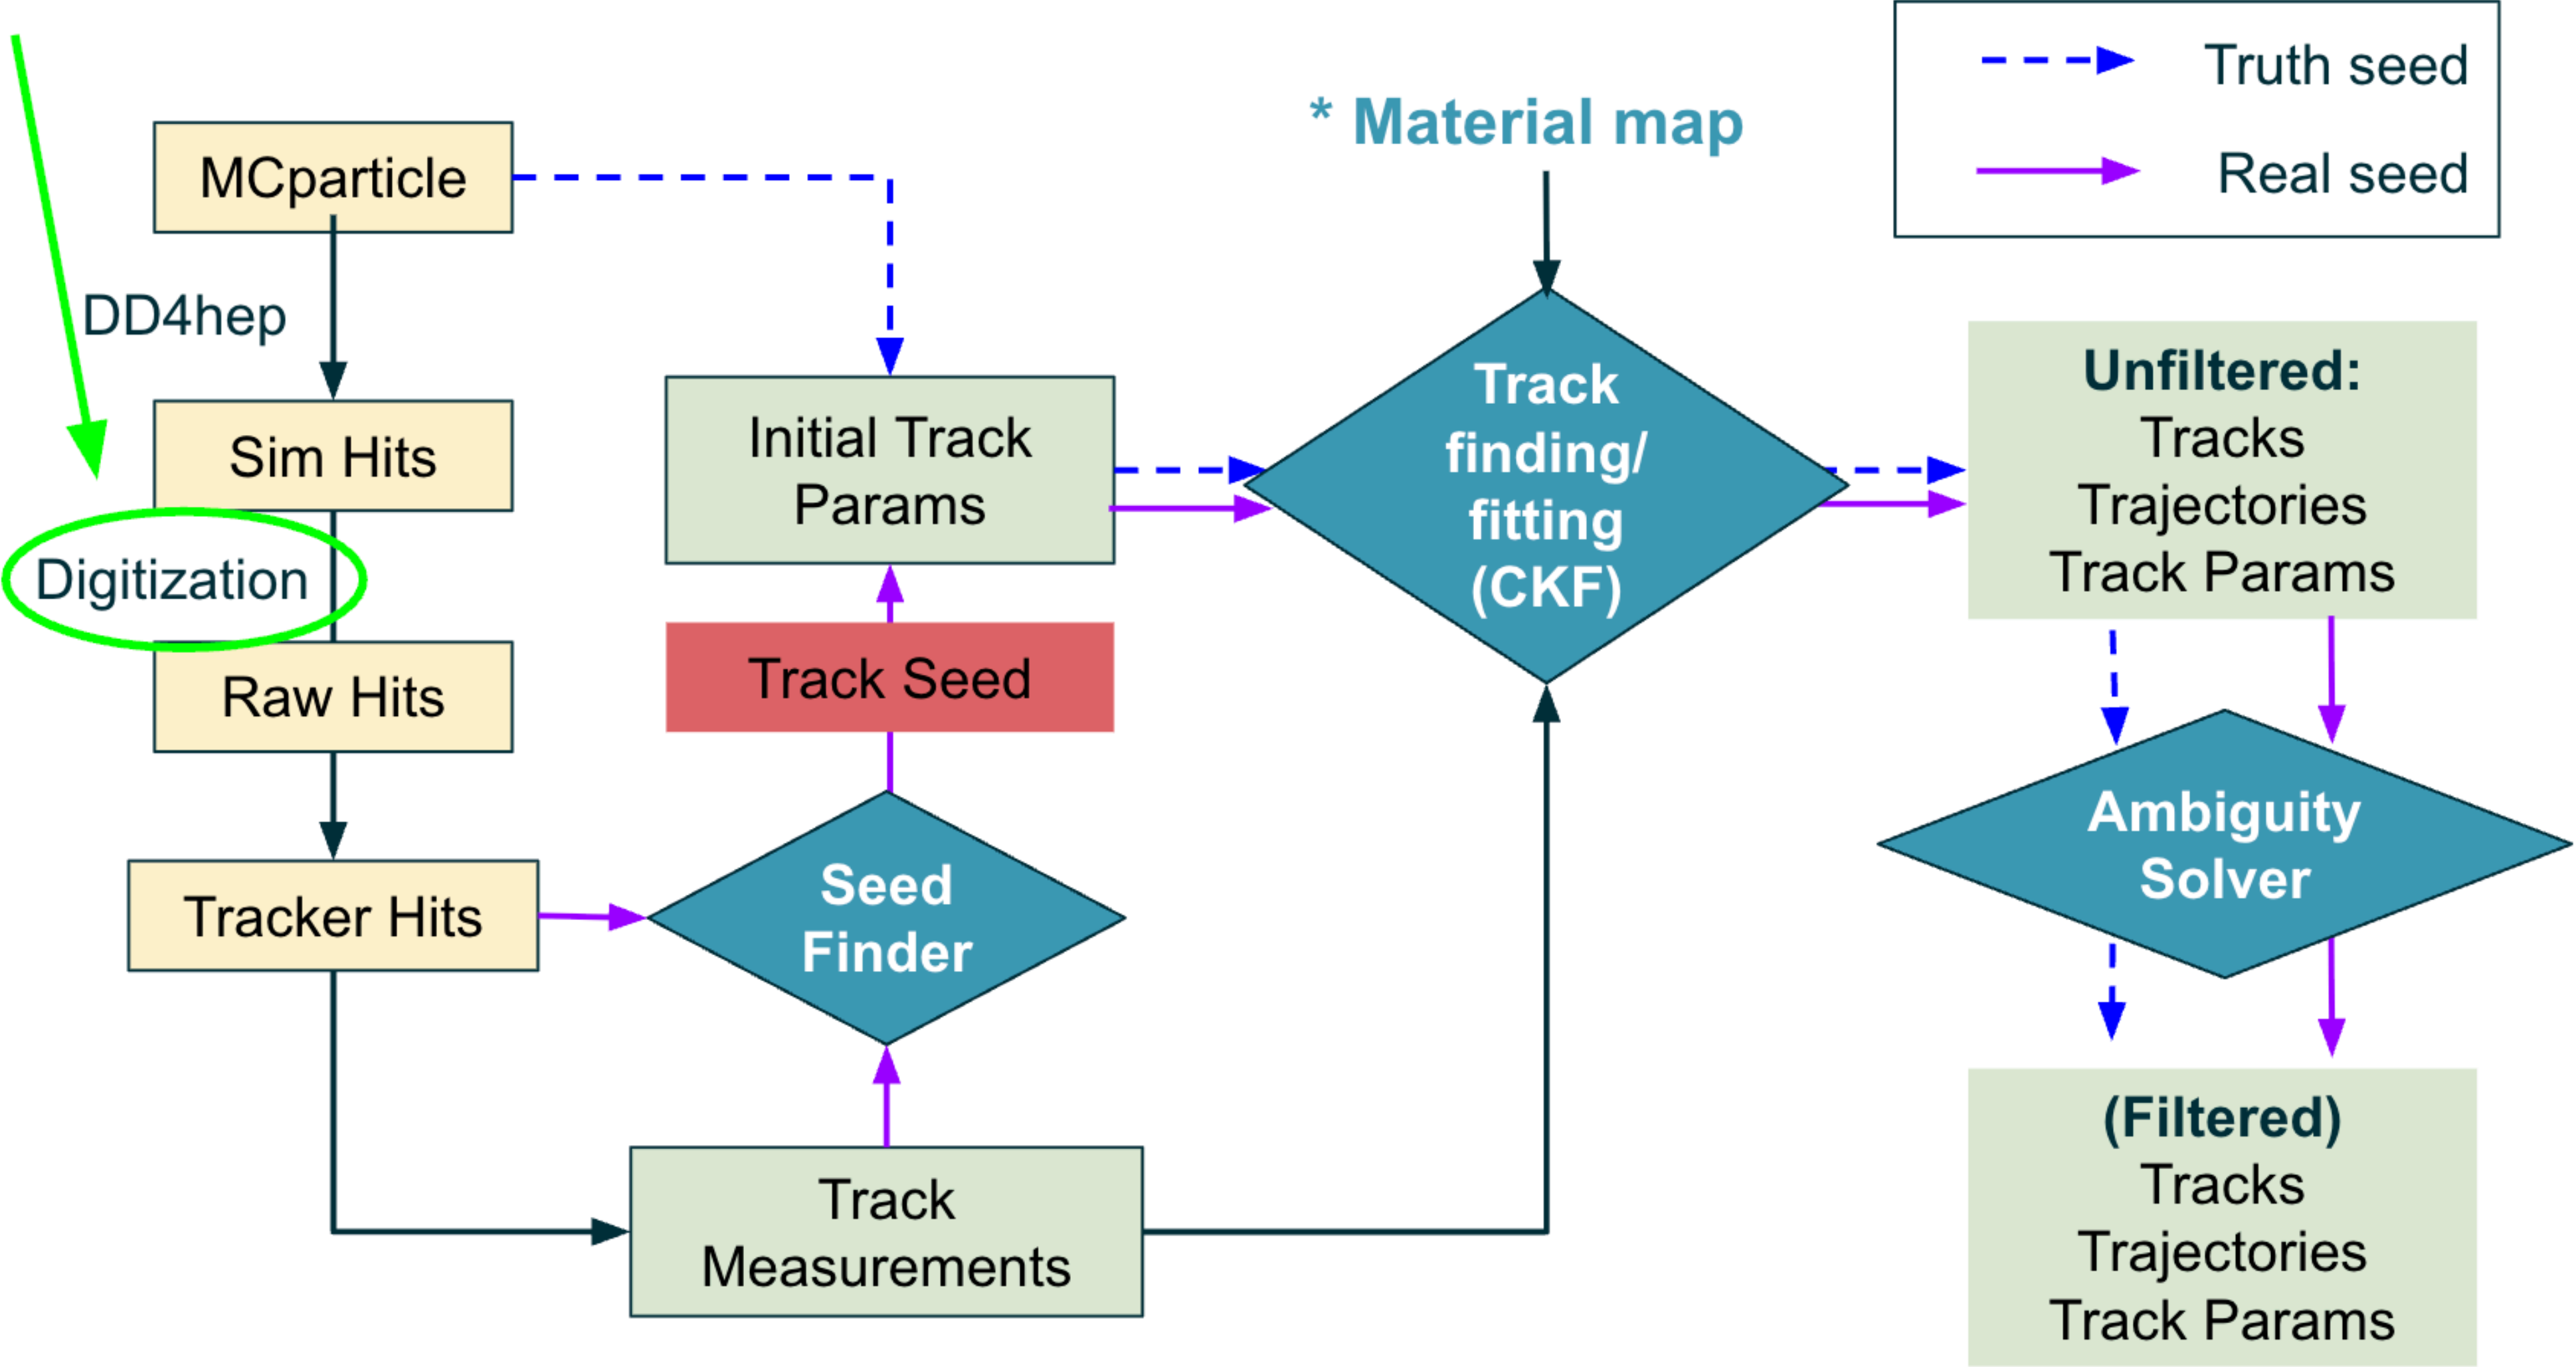 Truth seed
Real seed
* Material map
MCparticle
DD4hep
Sim Hits
Digitization
Raw Hits
Tracker Hits
Initial Track
Params
Track Seed
Seed
Finder
Track
Measurements
Track
finding/
fitting
(CKF)
Unfiltered:
Tracks
Trajectories
Track Params
Ambiguity
Solver
(Filtered)
Tracks
Trajectories
Track Params